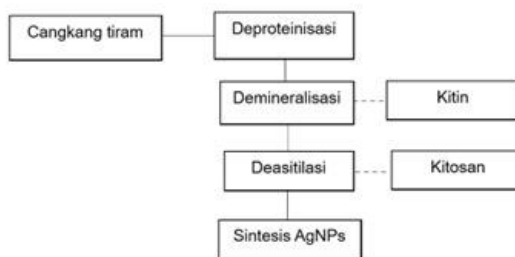 Cangkang tiram
Deproteinisasi
Demineralisasi
Kitin
Deasitilasi
Kitosan
Sintesis AgNPs